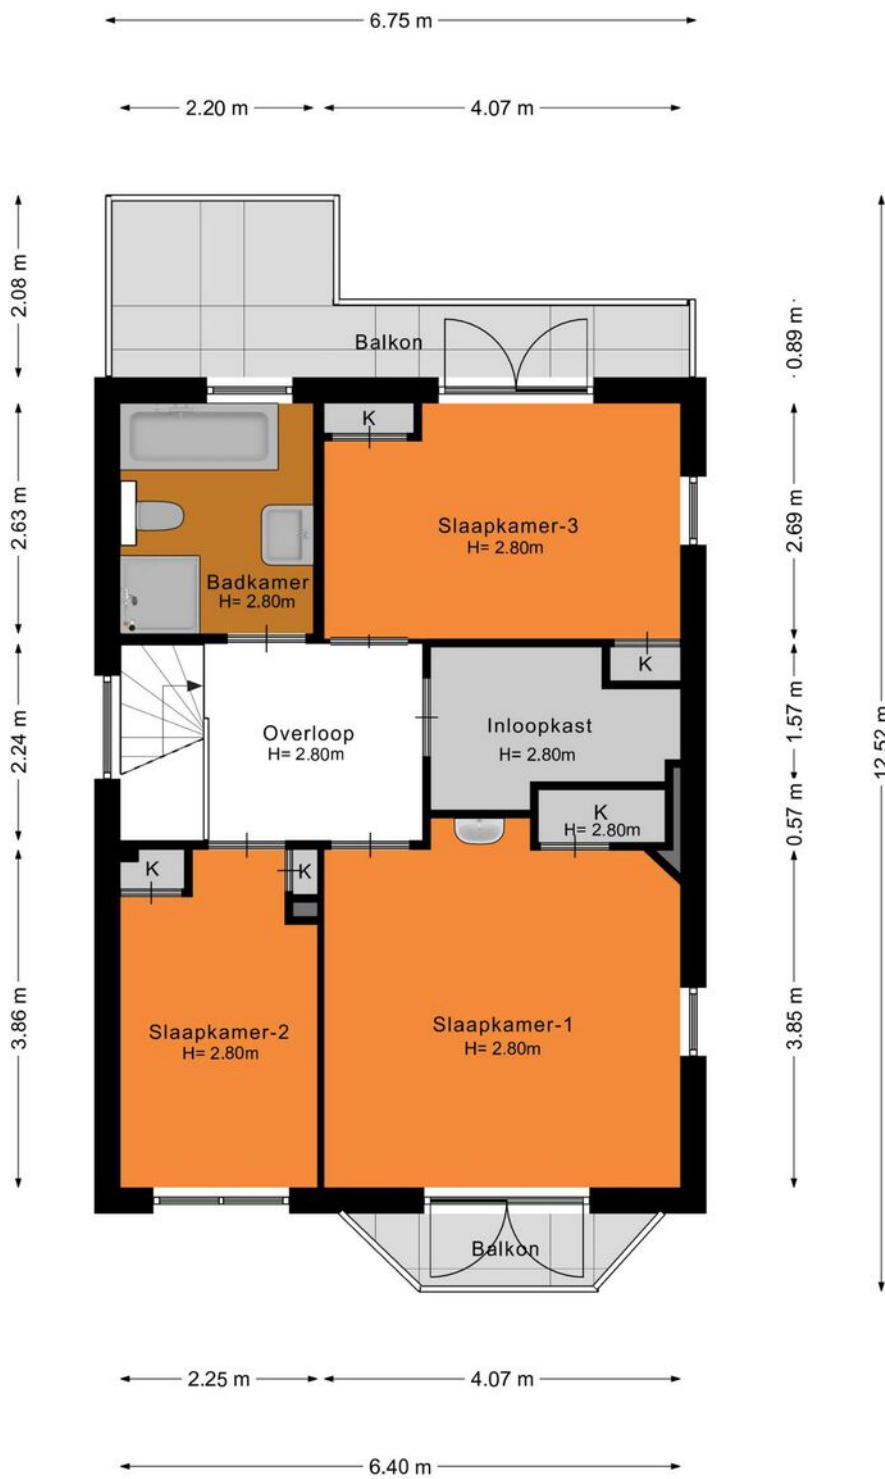 6.75 m
2.20 m
4.07 m
2.08 m
0.89 m
Balkon
K
2.63 m
2.69 m
Slaapkamer-3
H= 2.80m
Badkamer
H= 2.80m
K
2.24 m
1.57 m
12.52 m
Overloop
H= 2.80m
Inloopkast
H= 2.80m
0.57 m
K
H= 2.80m
K
K
3.86 m
3.85 m
Slaapkamer-2
H= 2.80m
Slaapkamer-1
H= 2.80m
Balkon
2.25 m
4.07 m
6.40 m